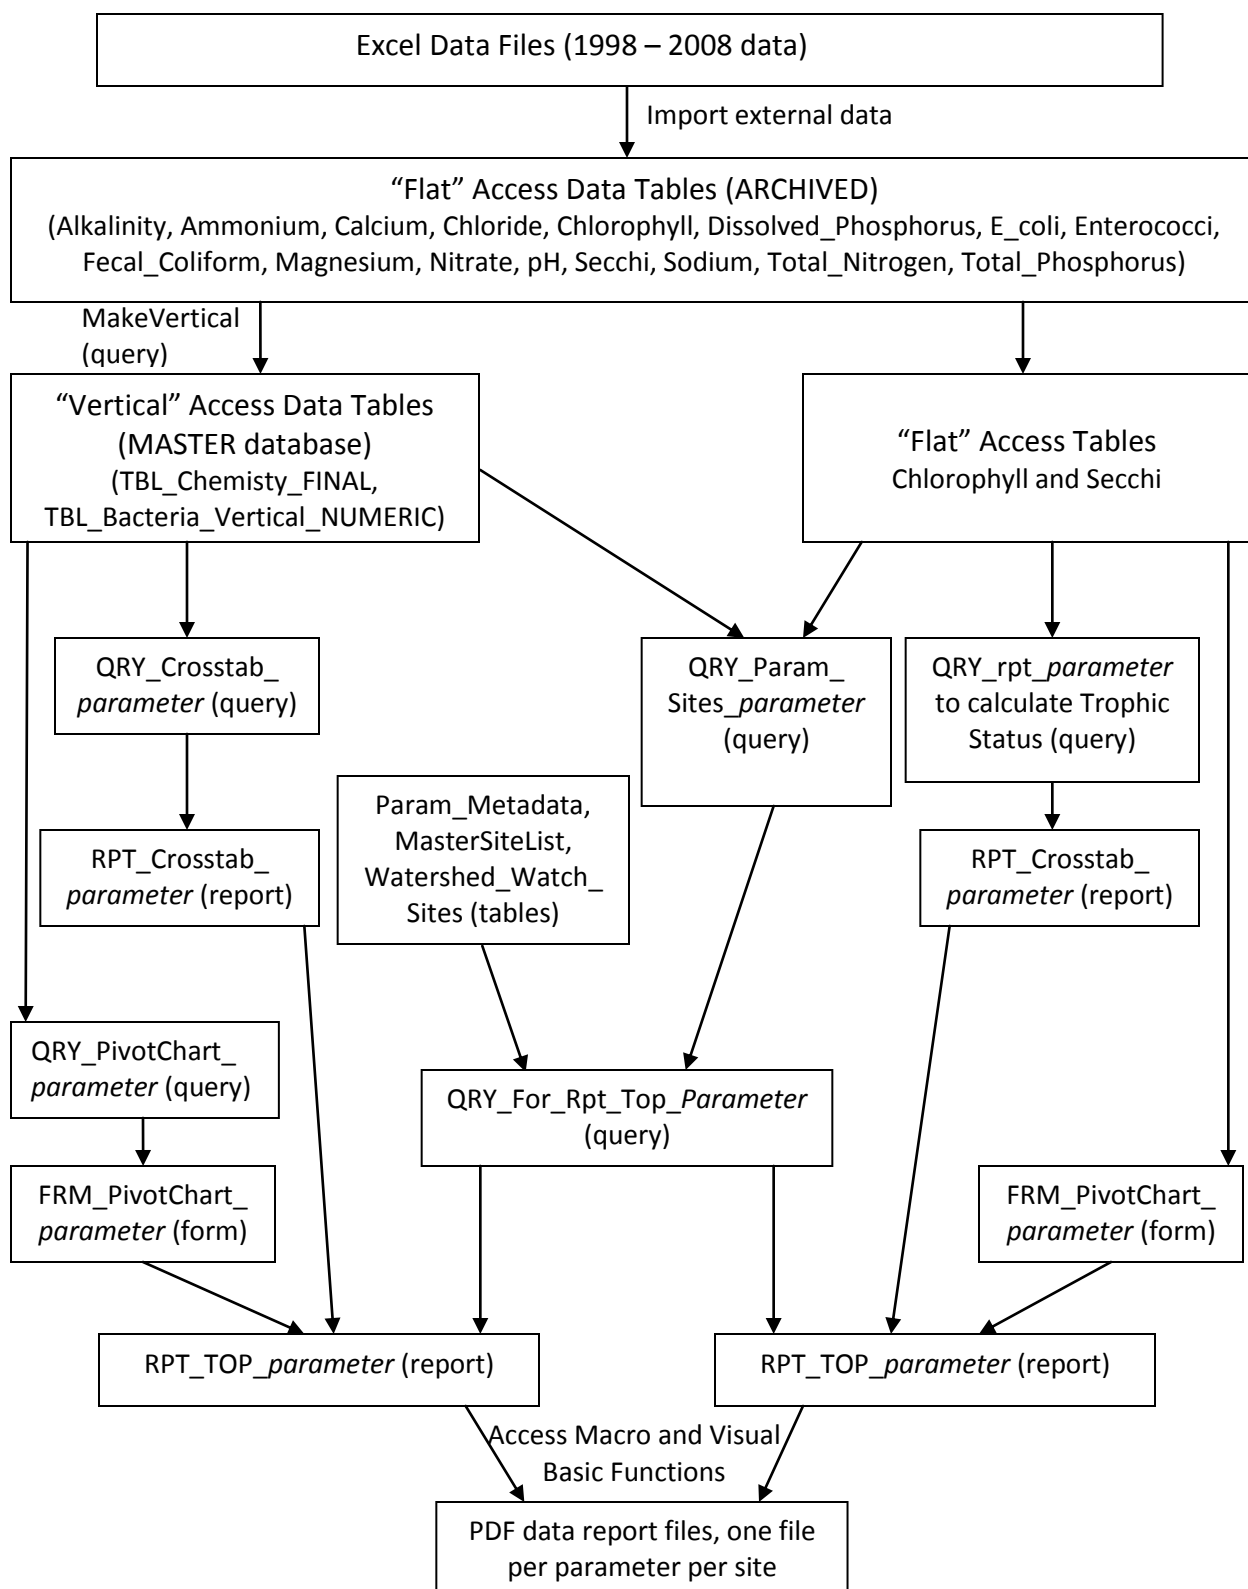 Excel Data Files (1998 – 2008 data)
Import external data
“Flat” Access Data Tables (ARCHIVED)
(Alkalinity, Ammonium, Calcium, Chloride, Chlorophyll, Dissolved_Phosphorus, E_coli, Enterococci,
Fecal_Coliform, Magnesium, Nitrate, pH, Secchi, Sodium, Total_Nitrogen, Total_Phosphorus)
MakeVertical
(query)
“Vertical” Access Data Tables
(MASTER database)
(TBL_Chemisty_FINAL,
TBL_Bacteria_Vertical_NUMERIC)
“Flat” Access Tables
Chlorophyll and Secchi
QRY_Crosstab_
parameter (query)
QRY_Param_
Sites_parameter
(query)
QRY_rpt_parameter
to calculate Trophic
Status (query)
Param_Metadata,
MasterSiteList,
Watershed_Watch_
Sites (tables)
RPT_Crosstab_
parameter (report)
RPT_Crosstab_
parameter (report)
QRY_PivotChart_
parameter (query)
QRY_For_Rpt_Top_Parameter
(query)
FRM_PivotChart_
parameter (form)
FRM_PivotChart_
parameter (form)
RPT_TOP_parameter (report)
RPT_TOP_parameter (report)
Access Macro and Visual
Basic Functions
PDF data report files, one file
per parameter per site